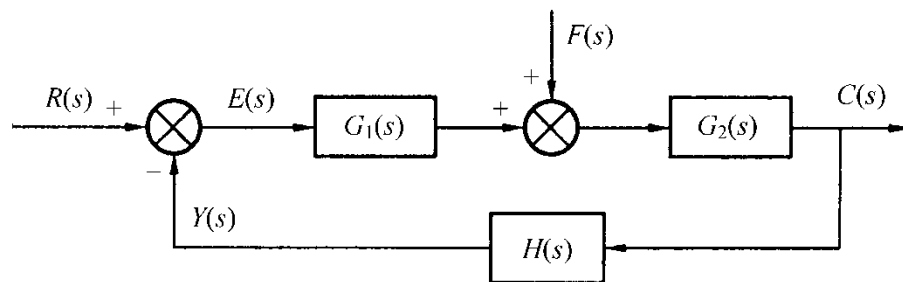 F(s)
+
R(s) + E(s) G₁(s) + G₂(s) C(s)
−
Y(s)
H(s)